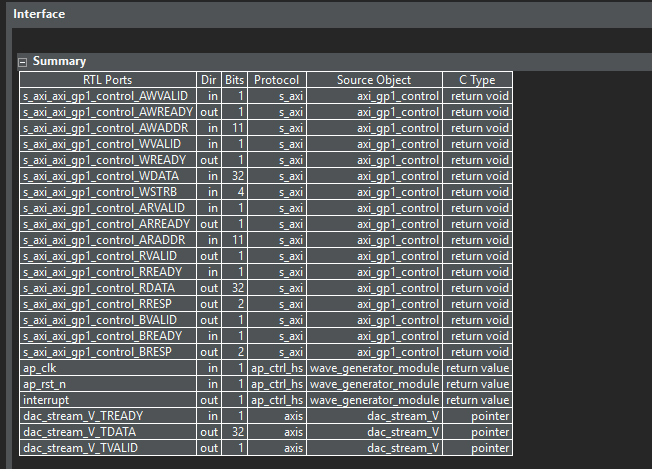 Interface
Summary
RTL Ports Dir Bits Protocol Source Object C Type
s_axi_axi_gp1_control_AWVALID in 1 s_axi axi_gp1_control return void
s_axi_axi_gp1_control_AWREADY out 1 s_axi axi_gp1_control return void
s_axi_axi_gp1_control_AWADDR in 11 s_axi axi_gp1_control return void
s_axi_axi_gp1_control_WVALID in 1 s_axi axi_gp1_control return void
s_axi_axi_gp1_control_WREADY out 1 s_axi axi_gp1_control return void
s_axi_axi_gp1_control_WDATA in 32 s_axi axi_gp1_control return void
s_axi_axi_gp1_control_WSTRB in 4 s_axi axi_gp1_control return void
s_axi_axi_gp1_control_ARVALID in 1 s_axi axi_gp1_control return void
s_axi_axi_gp1_control_ARREADY out 1 s_axi axi_gp1_control return void
s_axi_axi_gp1_control_ARADDR in 11 s_axi axi_gp1_control return void
s_axi_axi_gp1_control_RVALID out 1 s_axi axi_gp1_control return void
s_axi_axi_gp1_control_RREADY in 1 s_axi axi_gp1_control return void
s_axi_axi_gp1_control_RDATA out 32 s_axi axi_gp1_control return void
s_axi_axi_gp1_control_RRESP out 2 s_axi axi_gp1_control return void
s_axi_axi_gp1_control_BVALID out 1 s_axi axi_gp1_control return void
s_axi_axi_gp1_control_BREADY in 1 s_axi axi_gp1_control return void
s_axi_axi_gp1_control_BRESP out 2 s_axi axi_gp1_control return void
ap_clk in 1 ap_ctrl_hs wave_generator_module return value
ap_rst_n in 1 ap_ctrl_hs wave_generator_module return value
interrupt out 1 ap_ctrl_hs wave_generator_module return value
dac_stream_V_TREADY in 1 axis dac_stream_V pointer
dac_stream_V_TDATA out 32 axis dac_stream_V pointer
dac_stream_V_TVALID out 1 axis dac_stream_V pointer